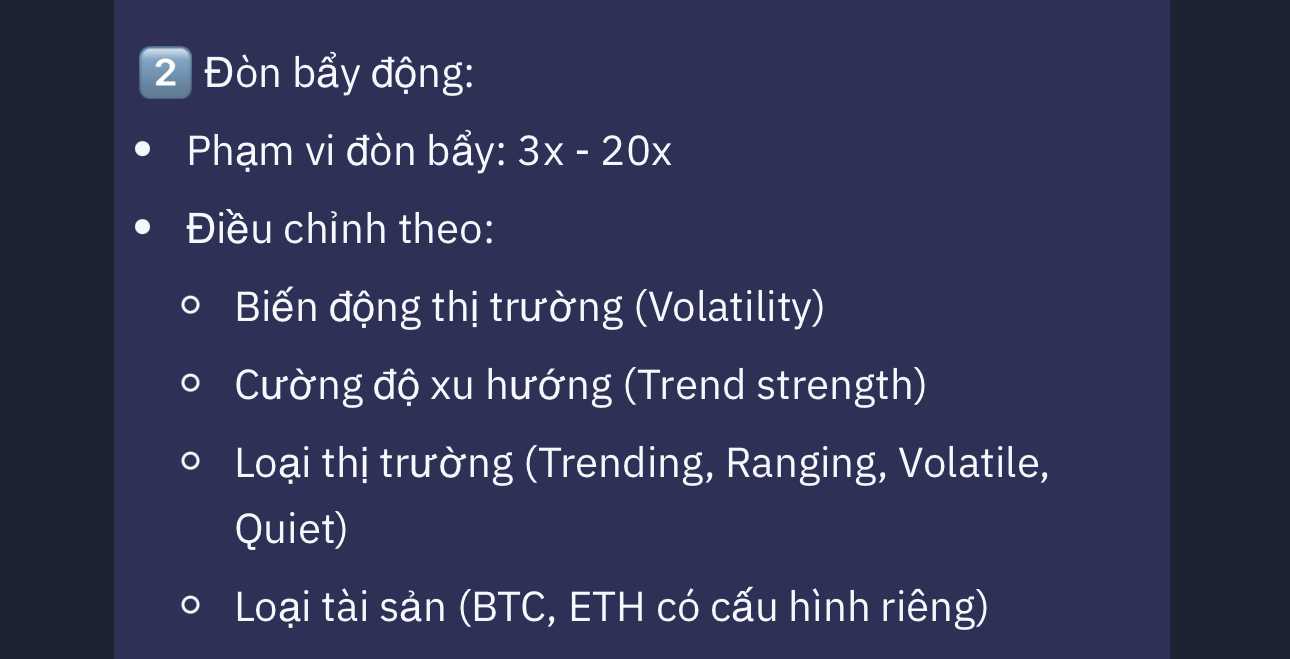 2️⃣ Đòn bẩy động:
• Phạm vi đòn bẩy: 3x - 20x
• Điều chỉnh theo:
○ Biến động thị trường (Volatility)
○ Cường độ xu hướng (Trend strength)
○ Loại thị trường (Trending, Ranging, Volatile,
Quiet)
○ Loại tài sản (BTC, ETH có cấu hình riêng)